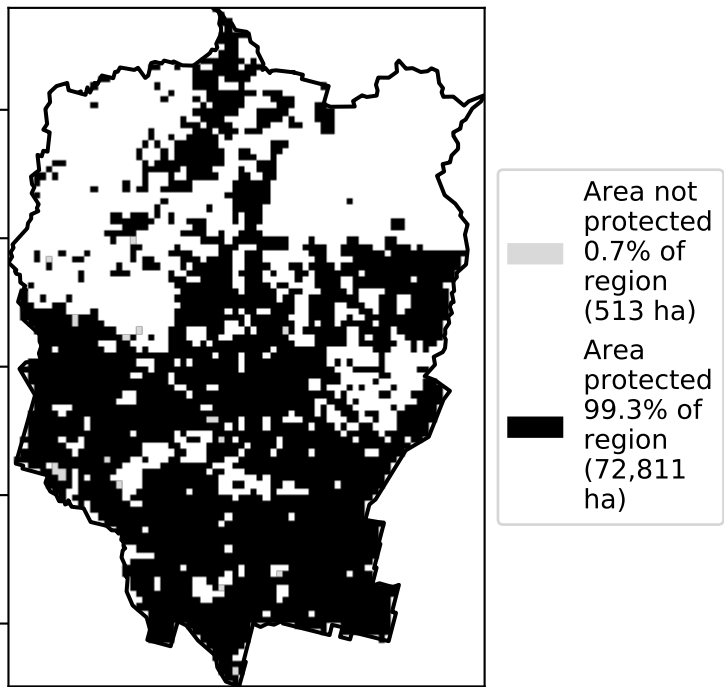 Area not
protected
0.7% of
region
(513 ha)
Area
protected
99.3% of
region
(72,811
ha)